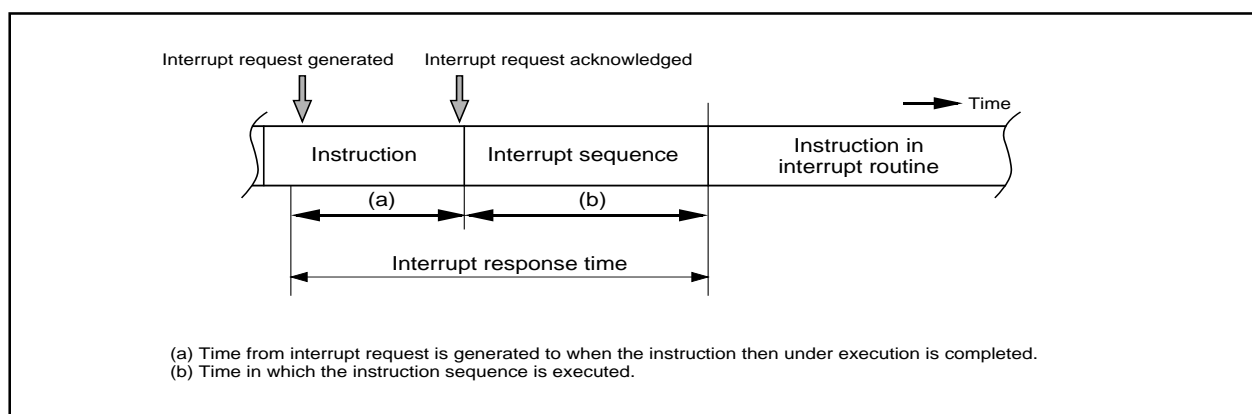 Interrupt request generated
Interrupt request acknowledged
Time
Instruction
Interrupt sequence
Instruction in
interrupt routine
(a)
(b)
Interrupt response time
(a) Time from interrupt request is generated to when the instruction then under execution is completed.
(b) Time in which the instruction sequence is executed.